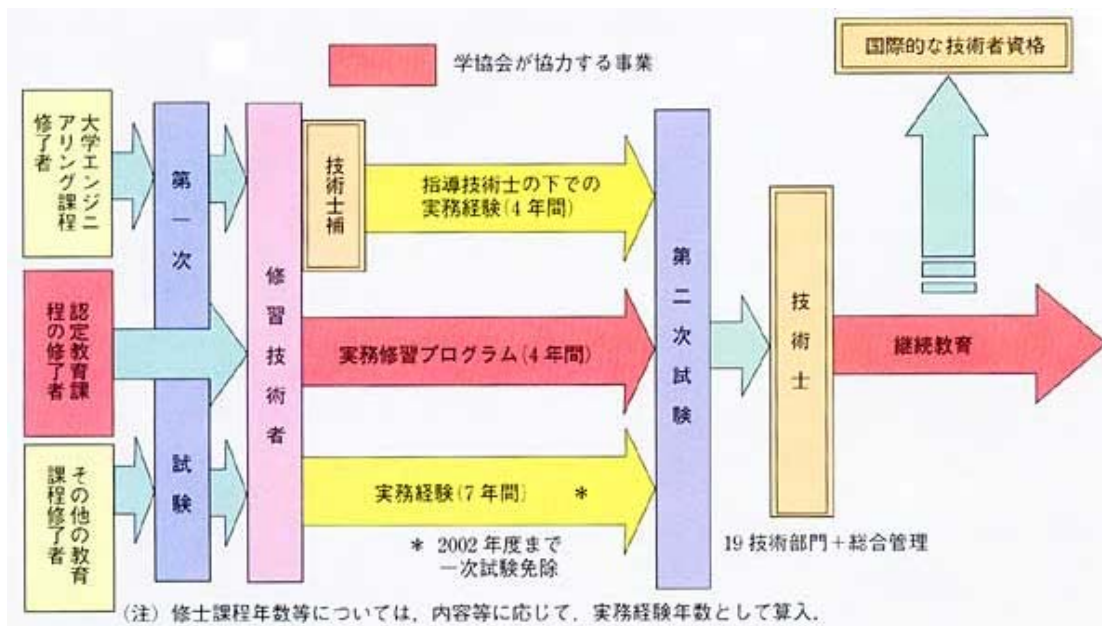 学協会が協力する事業
国際的な技術者資格
大学エンジニ
アリング課程
修了者
認定教育課
程の修了者
その他の教育
課程修了者
第一次
試験
修習技術者
技術士補
指導技術士の下での
実務経験(4年間)
実務修習プログラム(4年間)
実務経験(7年間) *
* 2002年度まで
一次試験免除
第二次試験
技術士
継続教育
19技術部門+総合管理
(注) 修士課程年数等については,内容等に応じて,実務経験年数として算入.